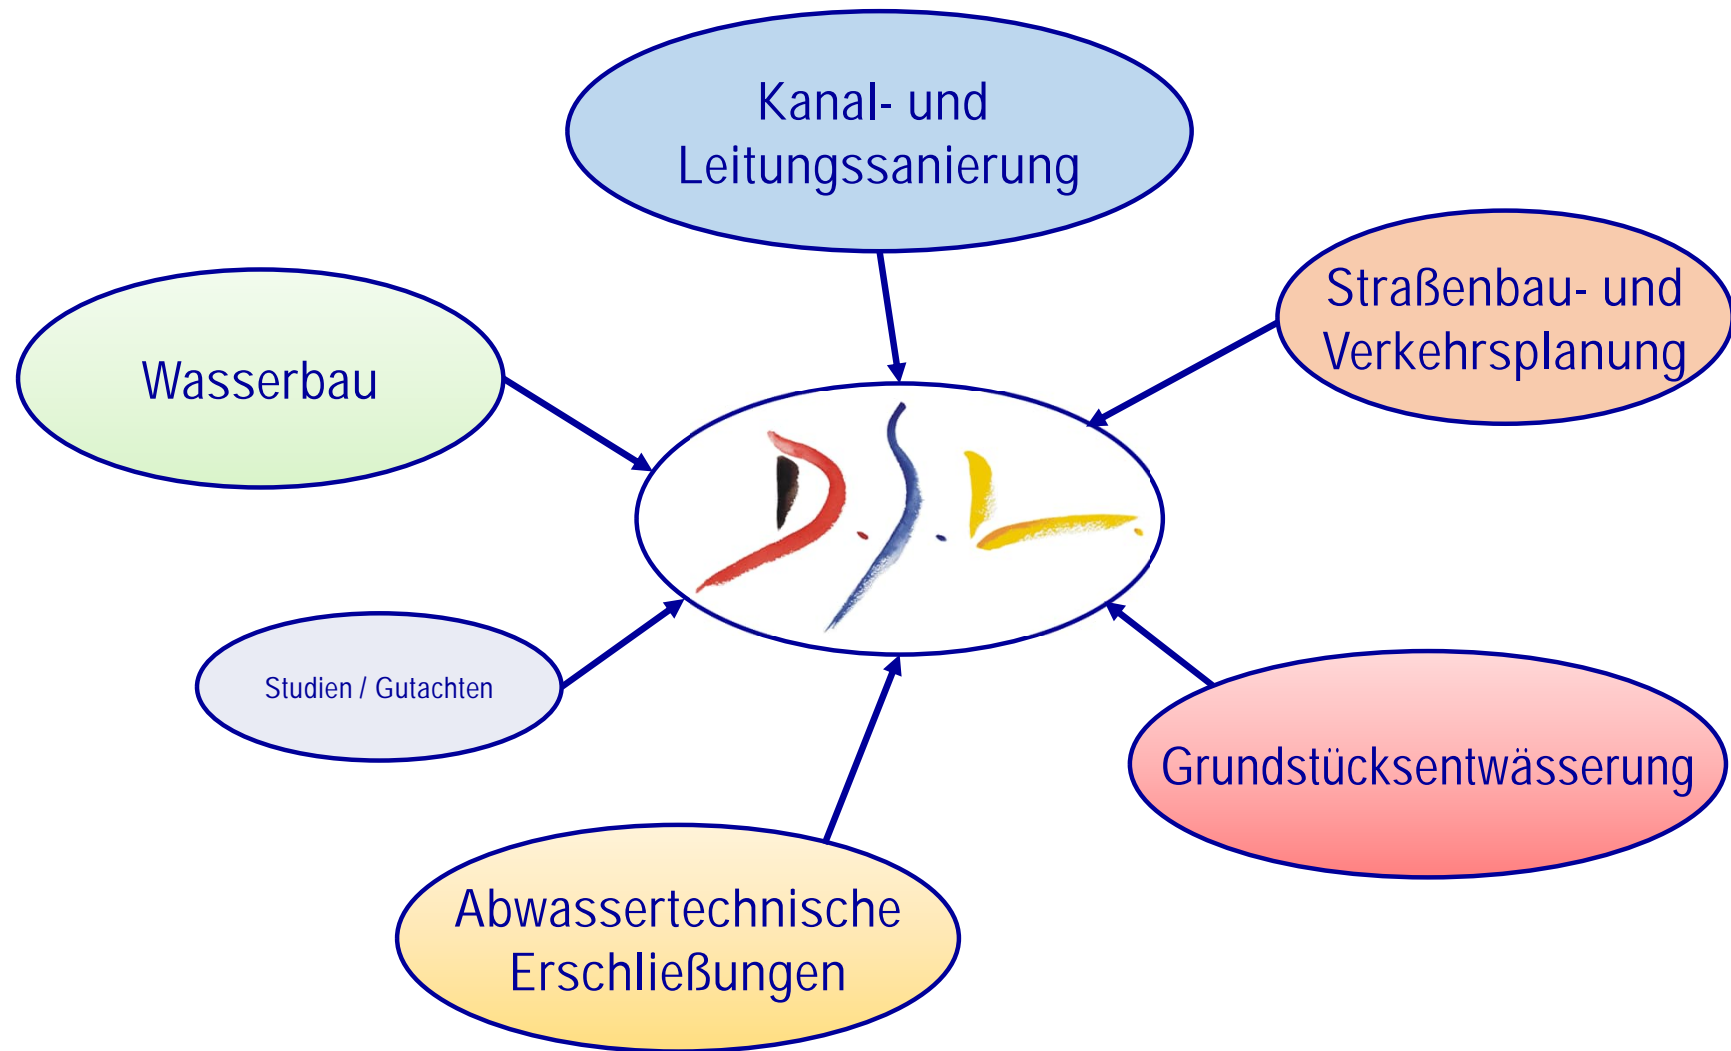 Kanal- und
Leitungssanierung
Straßenbau- und
Verkehrsplanung
Wasserbau
D.S.L.
Studien / Gutachten
Grundstücksentwässerung
Abwassertechnische
Erschließungen